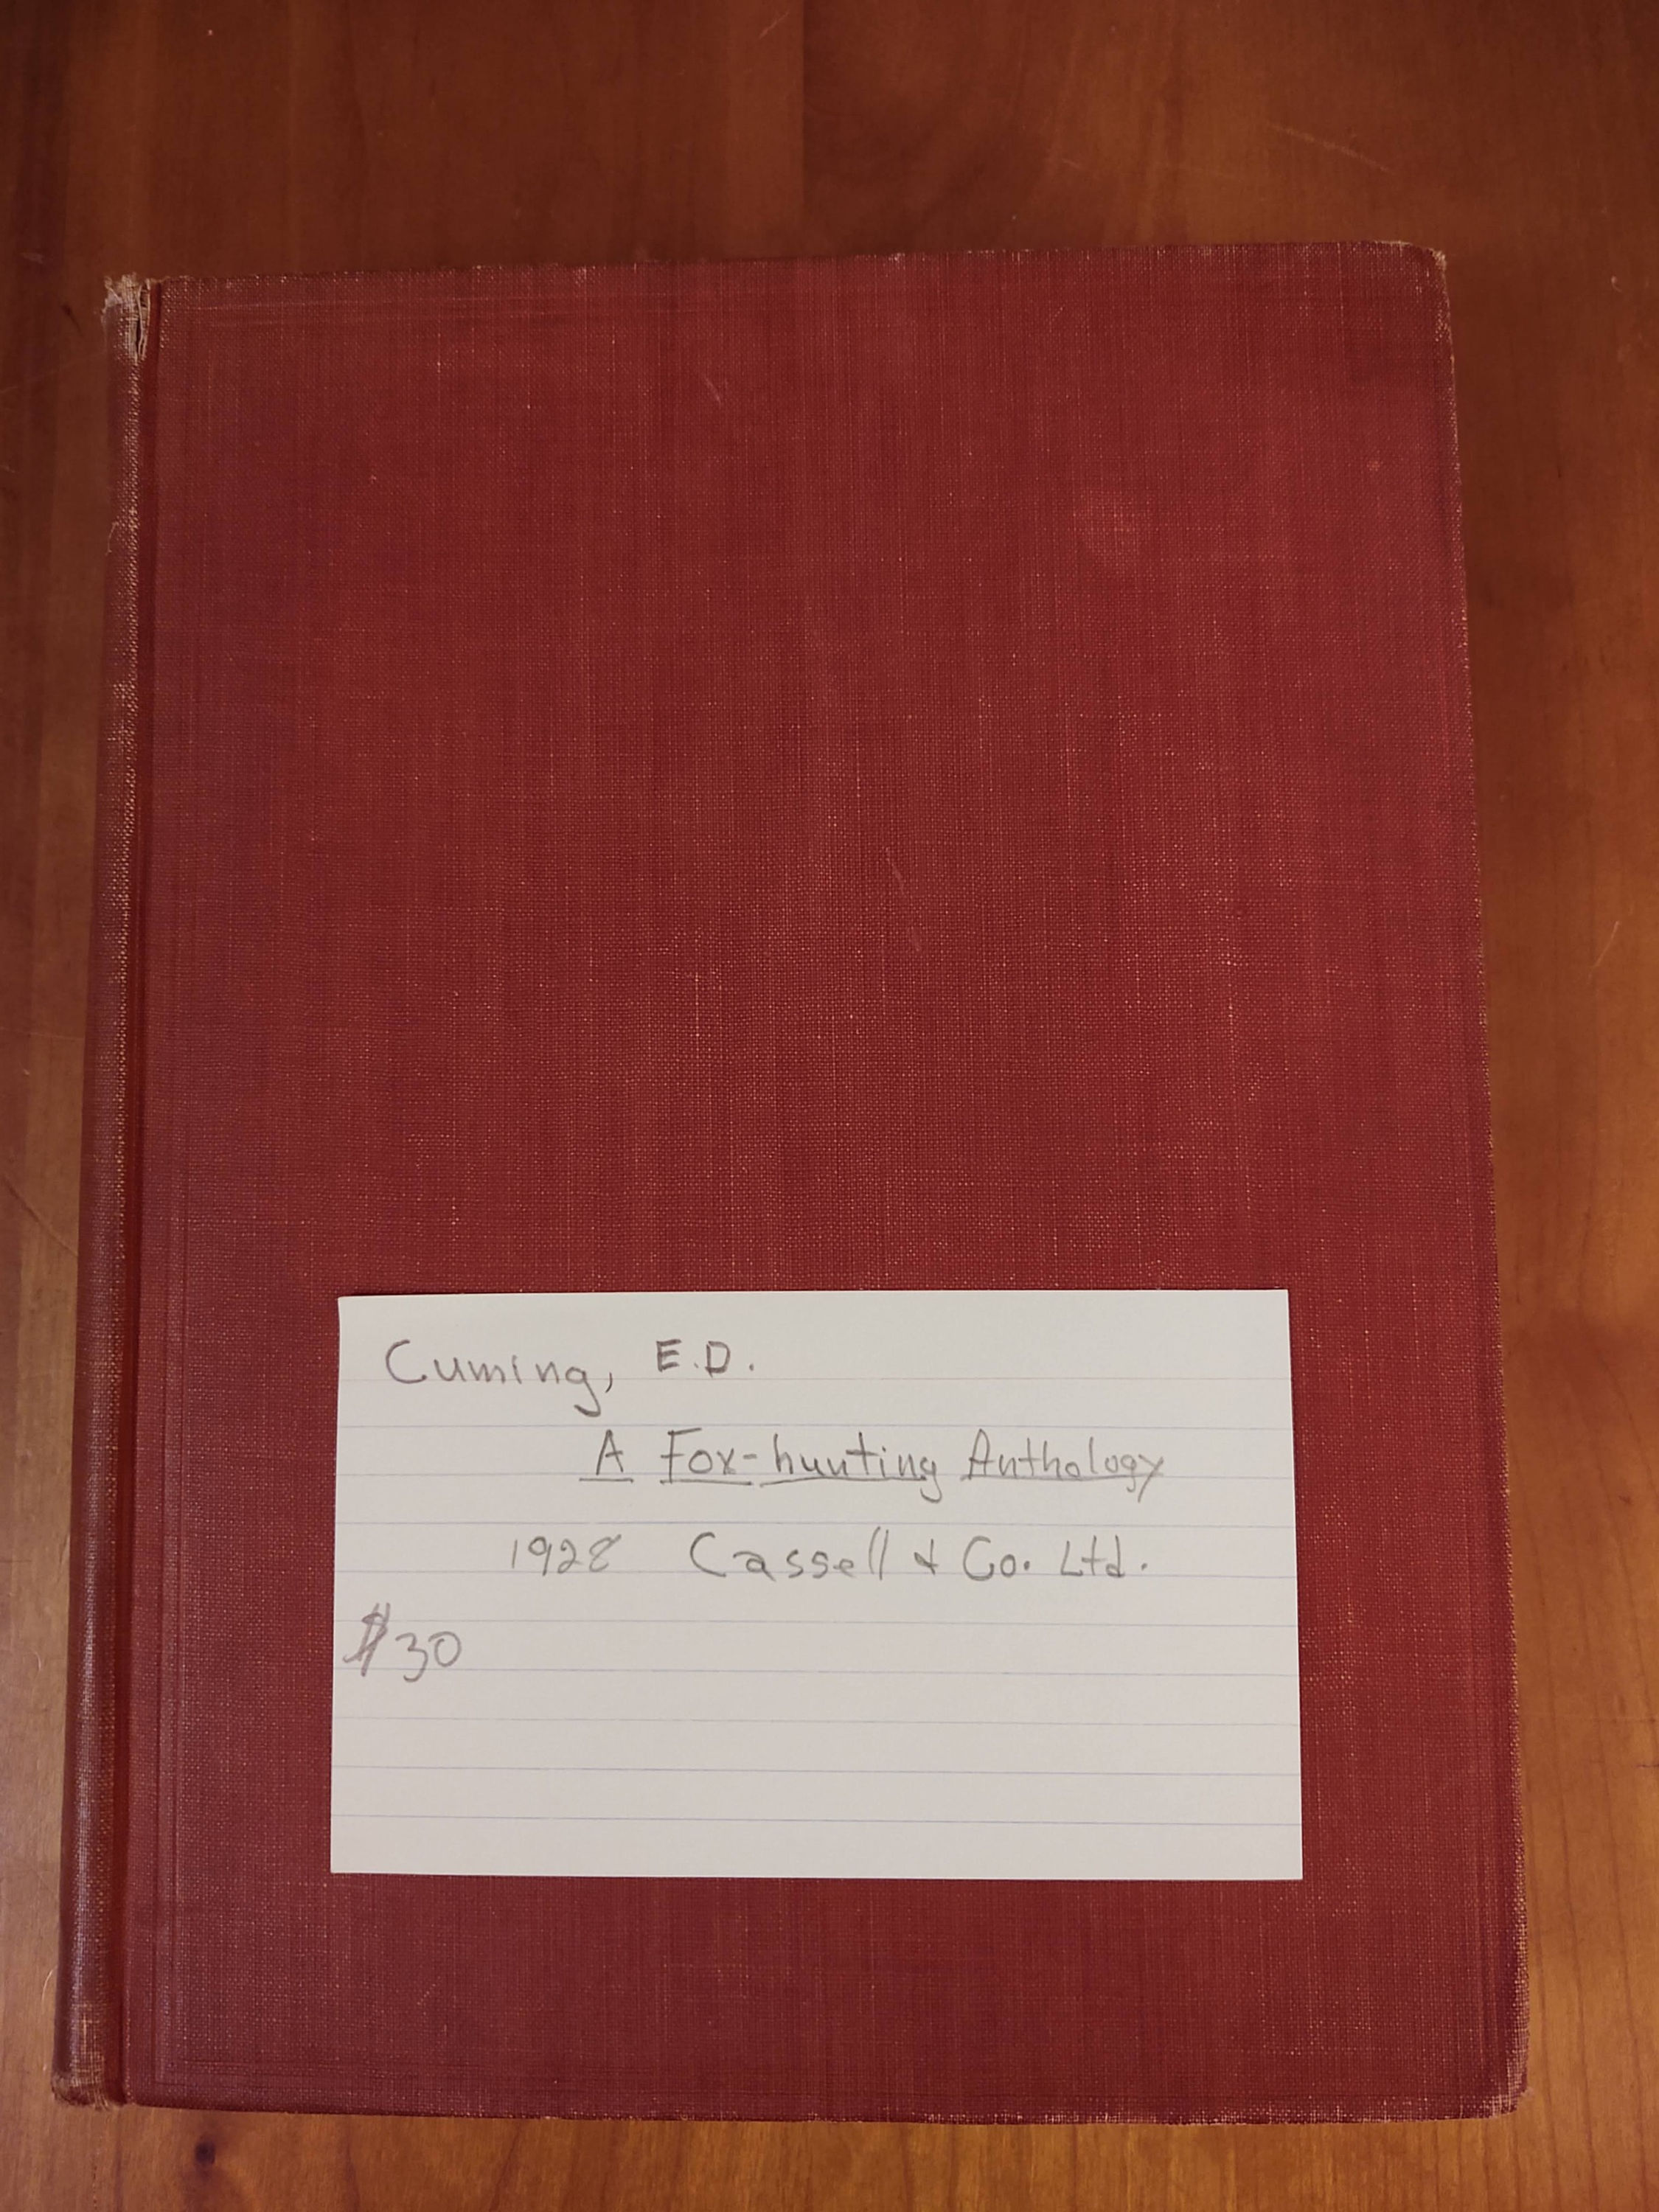 Cuming, E.D.
A Fox-hunting Anthology
1928 Cassell & Co. Ltd.
$30